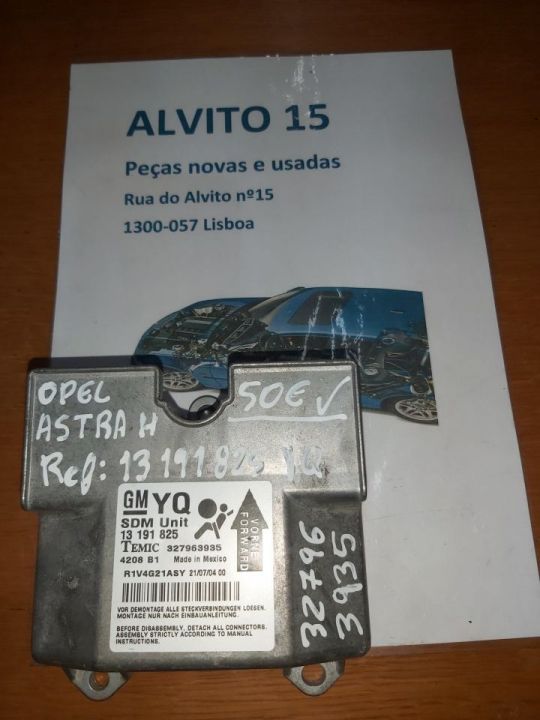 ALVITO 15
Peças novas e usadas
Rua do Alvito nº15
1300-057 Lisboa
OPEL
ASTRA H
50€ ✓
Ref: 13 191 825 YQ
GM YQ
SDM Unit
13 191 825
TEMIC 327963935
4208 B1 Made in Mexico
R1V4G21ASY 21/07/04 00
VORNE
FORWARD
VOR DEMONTAGE ALLE STECKVERBINDUNGEN LOESEN.
MONTAGE NUR NACH EINBAUANLEITUNG.
BEFORE DISASSEMBLY, DETACH ALL CONNECTORS.
ASSEMBLY STRICTLY ACCORDING TO MANUAL
INSTRUCTIONS.
32796
3935